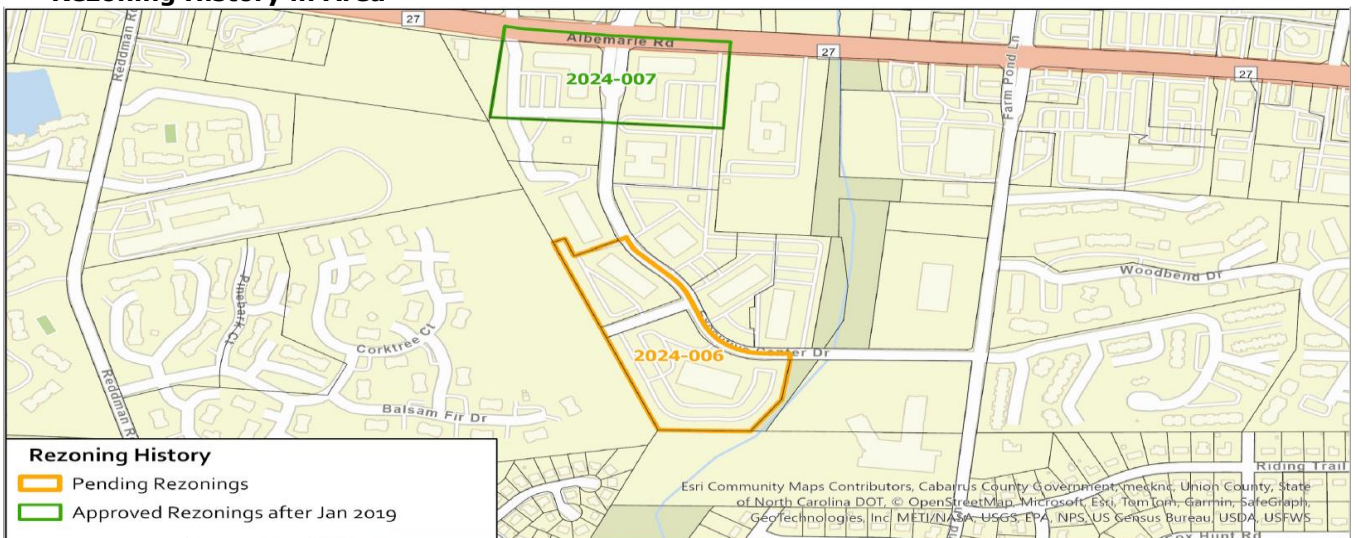 Rezoning History in Area
27
Albemarle Rd
27
27
Reddman Rd
2024-007
Farm Pond Ln
Woodbend Dr
Pinebark Ct
Corktree Ct
Center Dr
2024-006
Reddman R
Balsam Fir Dr
Rezoning History
Pending Rezonings
Approved Rezonings after Jan 2019
Riding Trail
Esri Community Maps Contributors, Cabarrus County Government, mecknc, Union County, State
of North Carolina DOT, © OpenStreetMap, Microsoft, Esri, TomTom, Garmin, SafeGraph,
GeoTechnologies, Inc, METI/NASA, USGS, EPA, NPS, US Census Bureau, USDA, USFWS
Hunt Rd